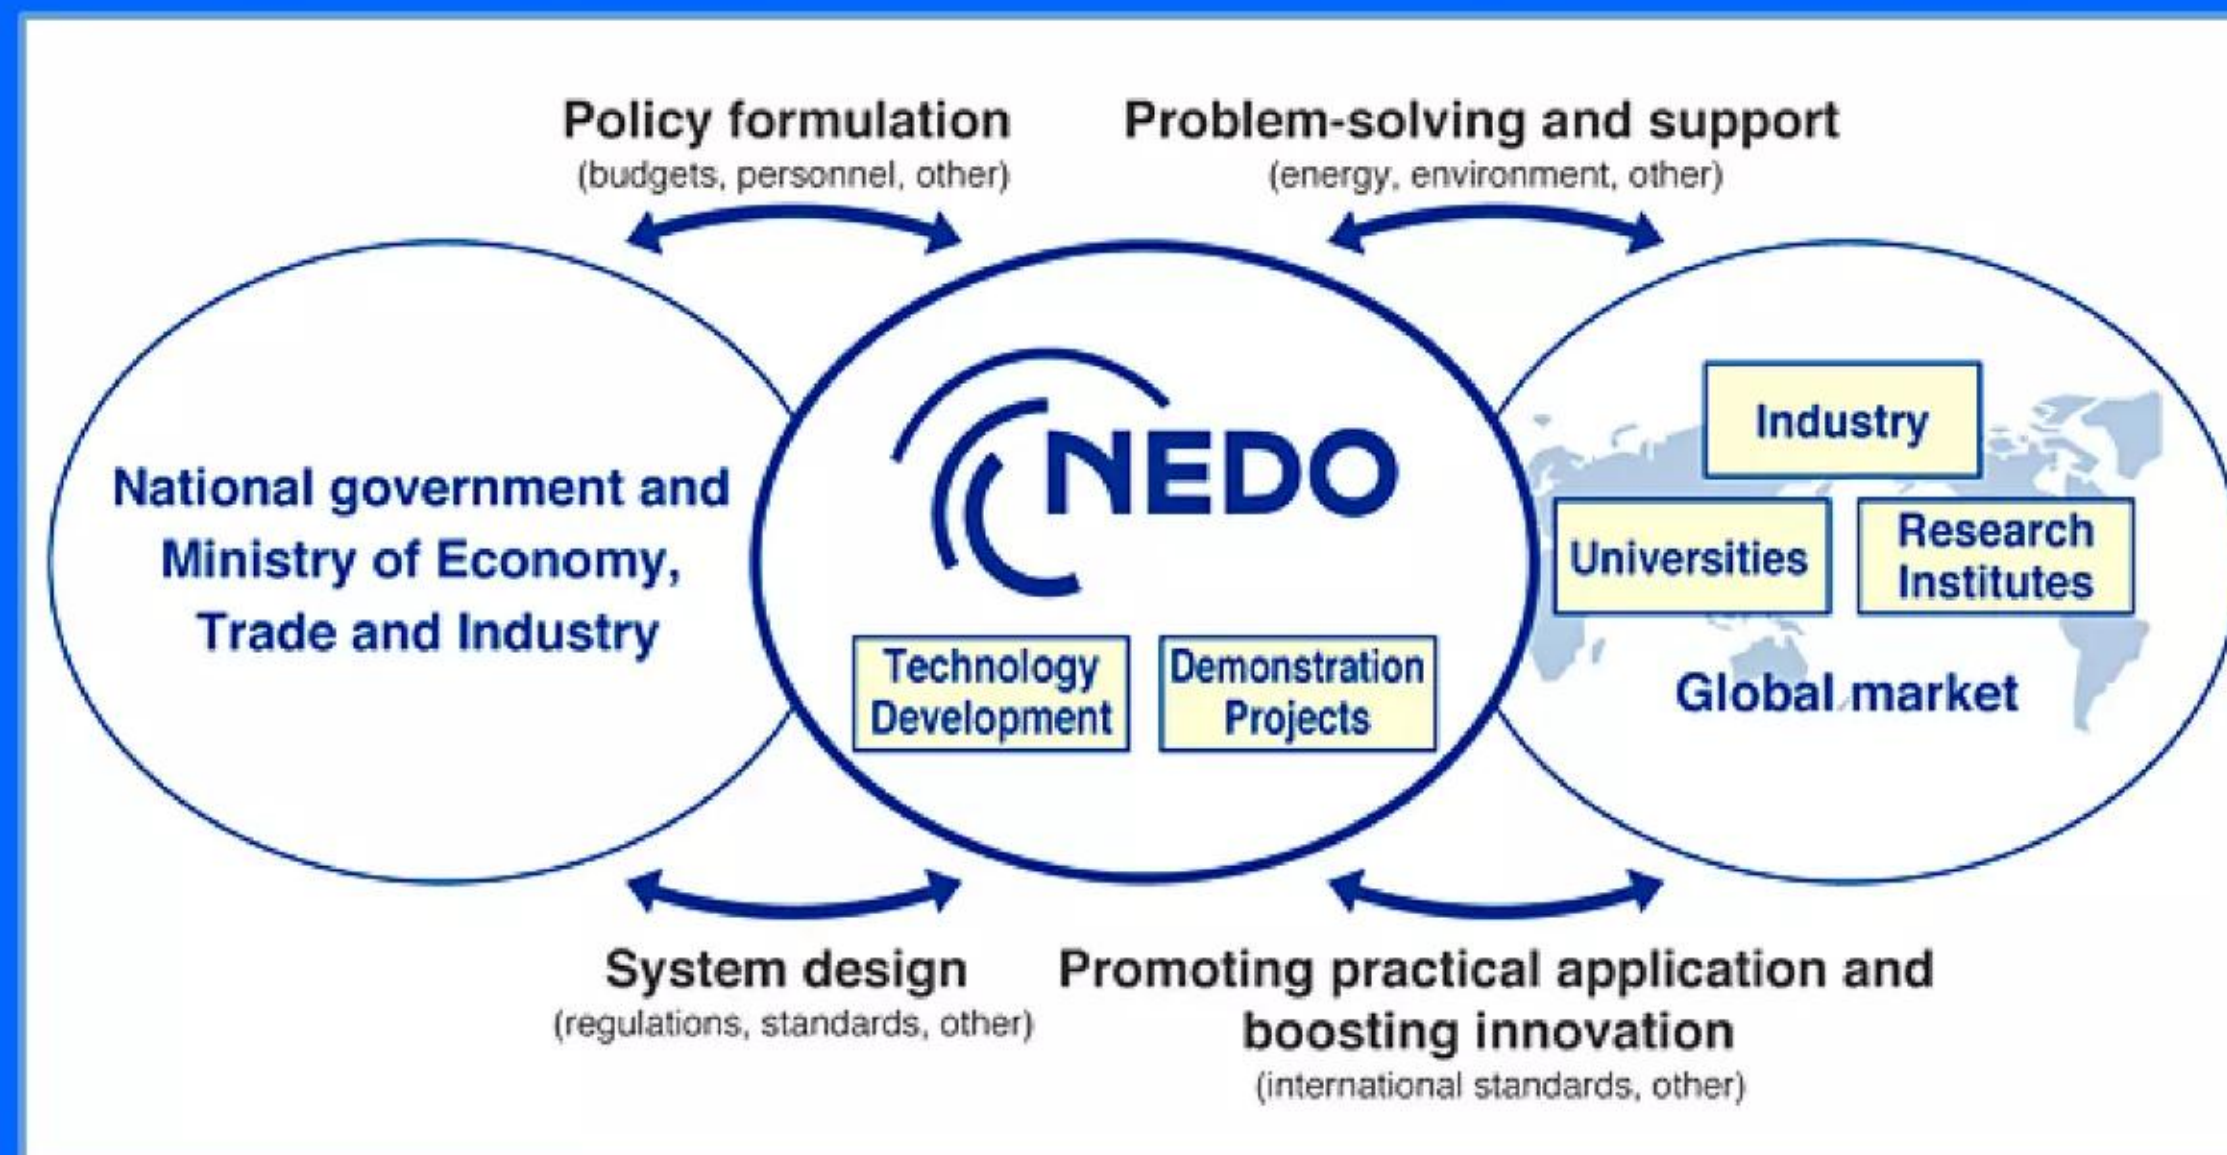 Policy formulation
(budgets, personnel, other)
Problem-solving and support
(energy, environment, other)
National government and
Ministry of Economy,
Trade and Industry
NEDO
Technology
Development
Demonstration
Projects
Industry
Universities
Research
Institutes
Global market
System design
(regulations, standards, other)
Promoting practical application and
boosting innovation
(international standards, other)